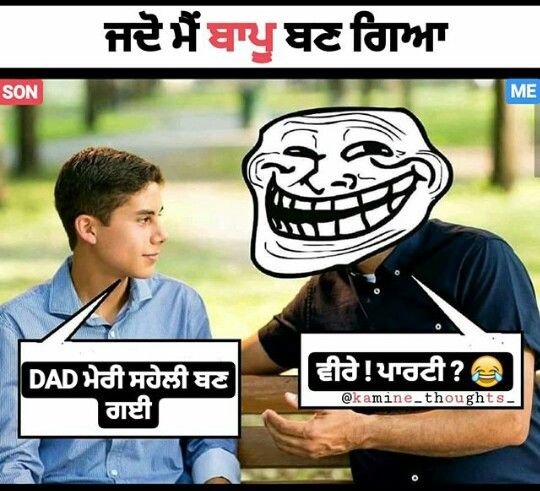 ਜਦੋ ਮੈਂ ਬਾਪੂ ਬਣ ਗਿਆ
SON
ME
DAD ਮੇਰੀ ਸਹੇਲੀ ਬਣ
ਗਈ
ਵੀਰੇ ! ਪਾਰਟੀ ? 😂
@kamine_thoughts_